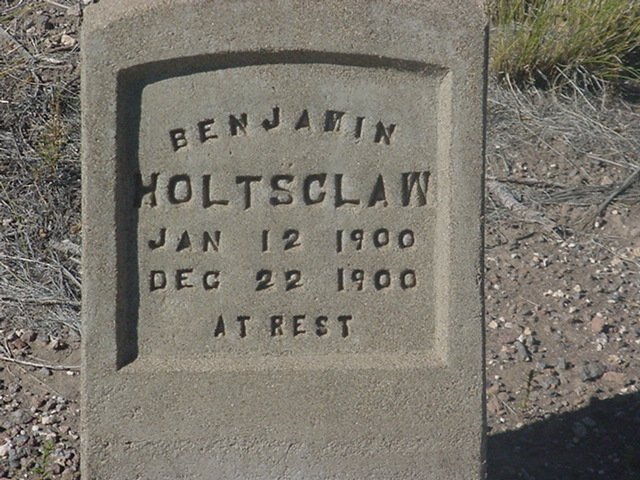 BENJAMIN
HOLTSCLAW
JAN 12 1900
DEC 22 1900
AT REST